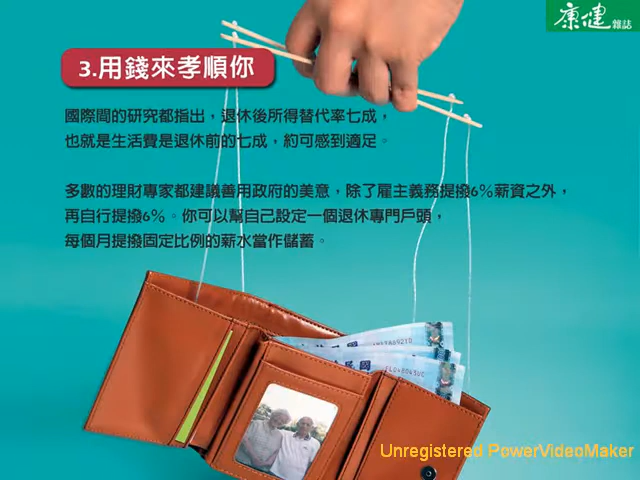 康健雜誌
3.用錢來孝順你
國際間的研究都指出，退休後所得替代率七成，
也就是生活費是退休前的七成，約可感到適足。
多數的理財專家都建議善用政府的美意，除了雇主義務提撥6%薪資之外，
再自行提撥6%。你可以幫自己設定一個退休專門戶頭，
每個月提撥固定比例的薪水當作儲蓄。
Unregistered PowerVideoMaker